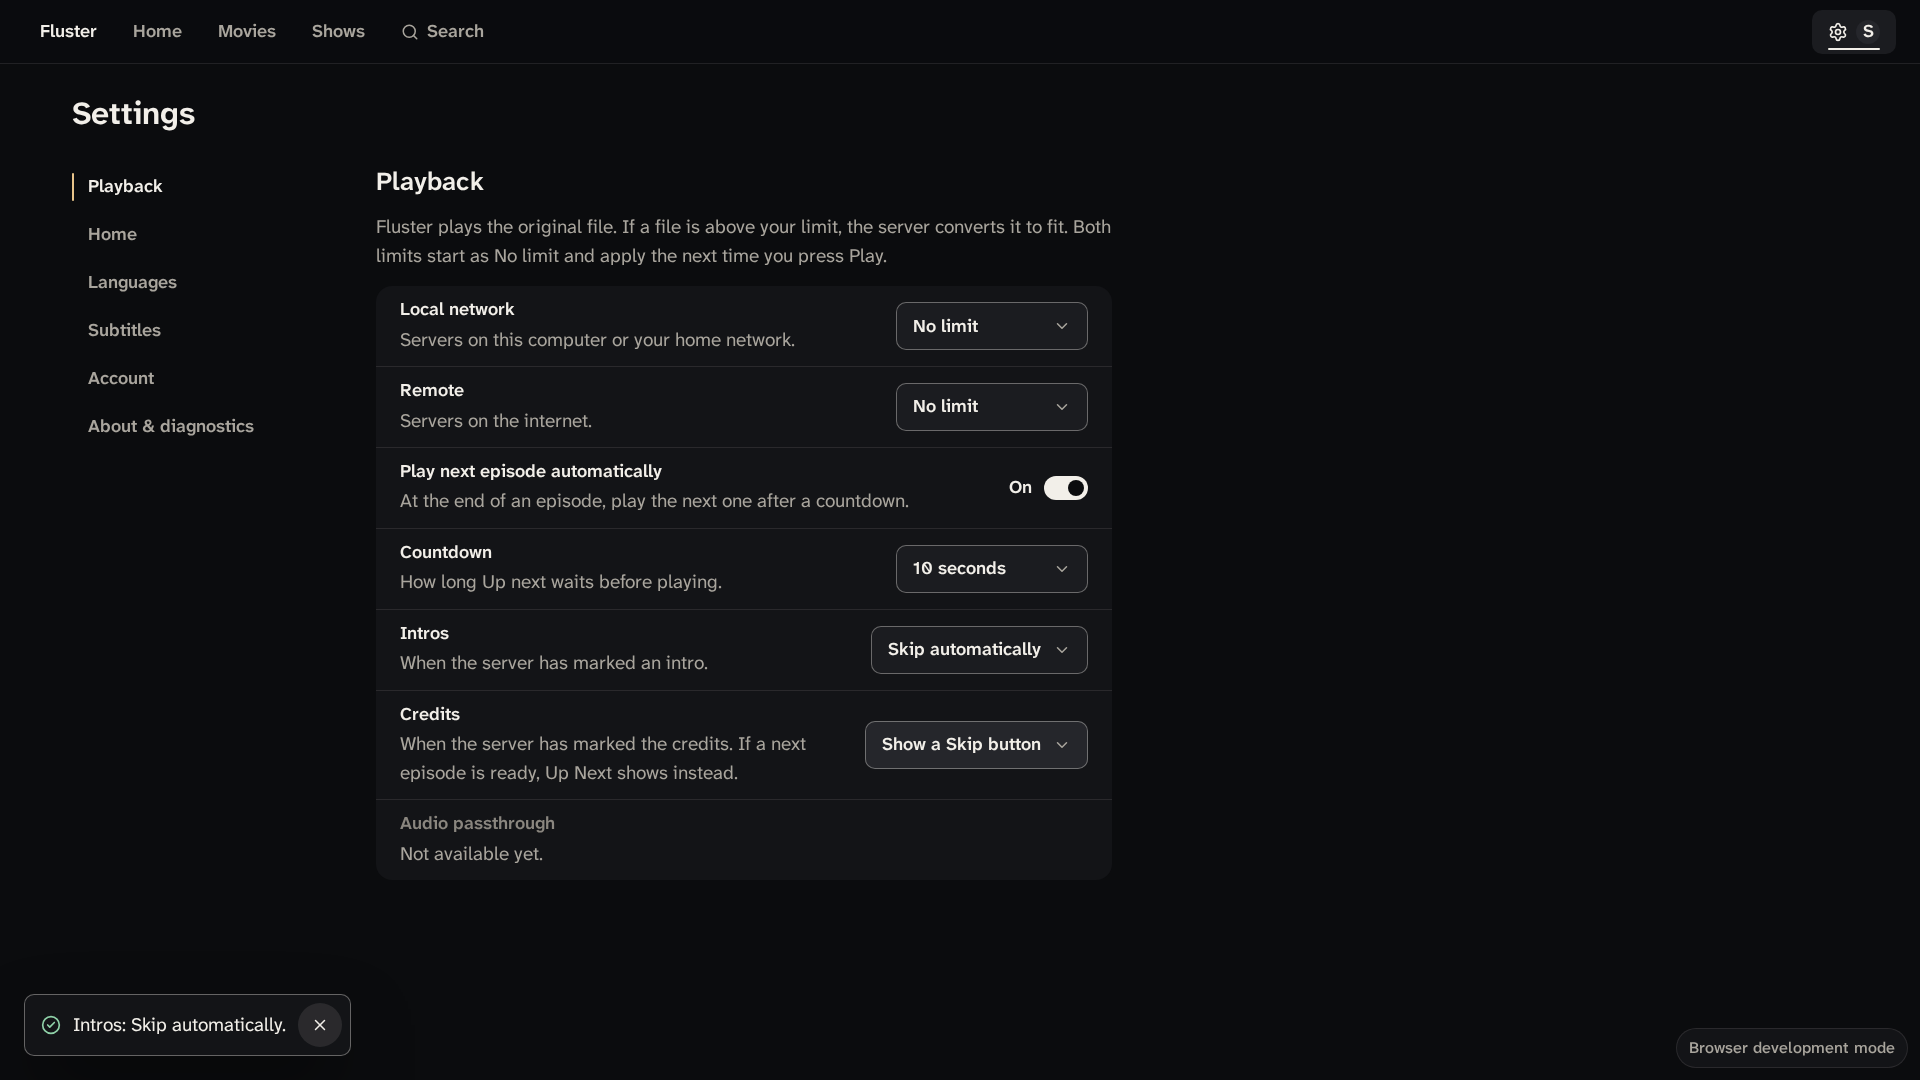 Fluster
Home
Movies
Shows
Search
S
Settings
Playback
Home
Languages
Subtitles
Account
About & diagnostics
Playback
Fluster plays the original file. If a file is above your limit, the server converts it to fit. Both
limits start as No limit and apply the next time you press Play.
Local network
Servers on this computer or your home network.
No limit
Remote
Servers on the internet.
No limit
Play next episode automatically
At the end of an episode, play the next one after a countdown.
On
Countdown
How long Up next waits before playing.
10 seconds
Intros
When the server has marked an intro.
Skip automatically
Credits
When the server has marked the credits. If a next
episode is ready, Up Next shows instead.
Show a Skip button
Audio passthrough
Not available yet.
Intros: Skip automatically.
Browser development mode